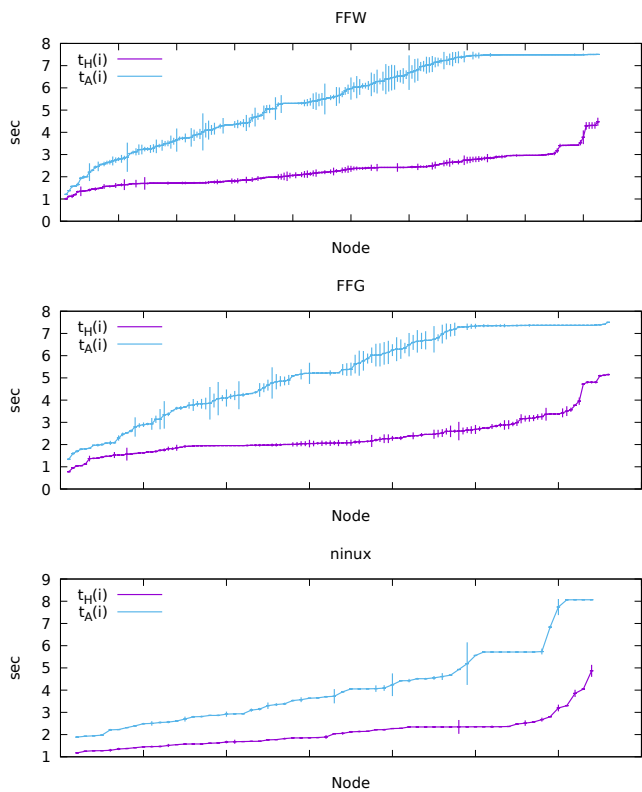 FFW
8
7
6
5
4
3
2
1
0
sec
t_H(i)
t_A(i)
Node
FFG
8
7
6
5
4
3
2
1
0
sec
t_H(i)
t_A(i)
Node
ninux
9
8
7
6
5
4
3
2
1
sec
t_H(i)
t_A(i)
Node